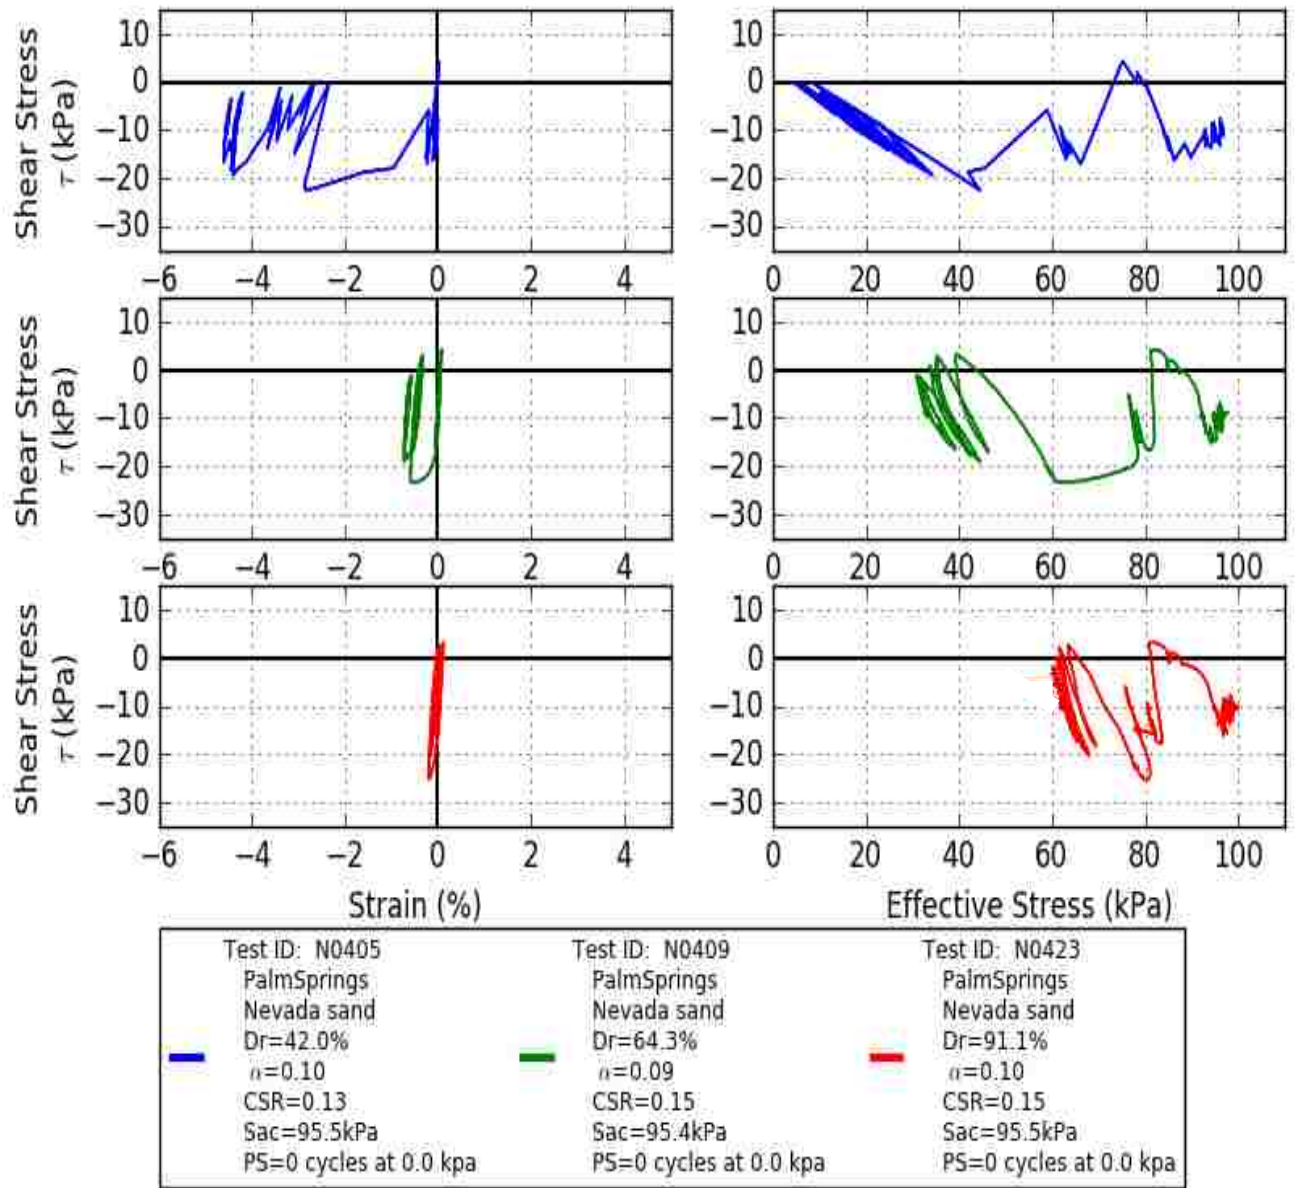 10
0
−10
−20
−30
Shear Stress
τ (kPa)
−6 −4 −2 0 2 4
10
0
−10
−20
−30
0 20 40 60 80 100
10
0
−10
−20
−30
Shear Stress
τ (kPa)
−6 −4 −2 0 2 4
10
0
−10
−20
−30
0 20 40 60 80 100
10
0
−10
−20
−30
Shear Stress
τ (kPa)
−6 −4 −2 0 2 4
Strain (%)
10
0
−10
−20
−30
0 20 40 60 80 100
Effective Stress (kPa)
Test ID: N0405
PalmSprings
Nevada sand
Dr=42.0%
α=0.10
CSR=0.13
Sac=95.5kPa
PS=0 cycles at 0.0 kpa
Test ID: N0409
PalmSprings
Nevada sand
Dr=64.3%
α=0.09
CSR=0.15
Sac=95.4kPa
PS=0 cycles at 0.0 kpa
Test ID: N0423
PalmSprings
Nevada sand
Dr=91.1%
α=0.10
CSR=0.15
Sac=95.5kPa
PS=0 cycles at 0.0 kpa